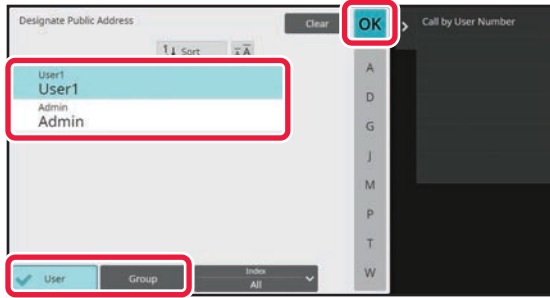 Designate Public Address
Clear
OK
Call by User Number
Sort
User1
User1
Admin
Admin
A
D
G
J
M
P
T
W
User
Group
Index
All